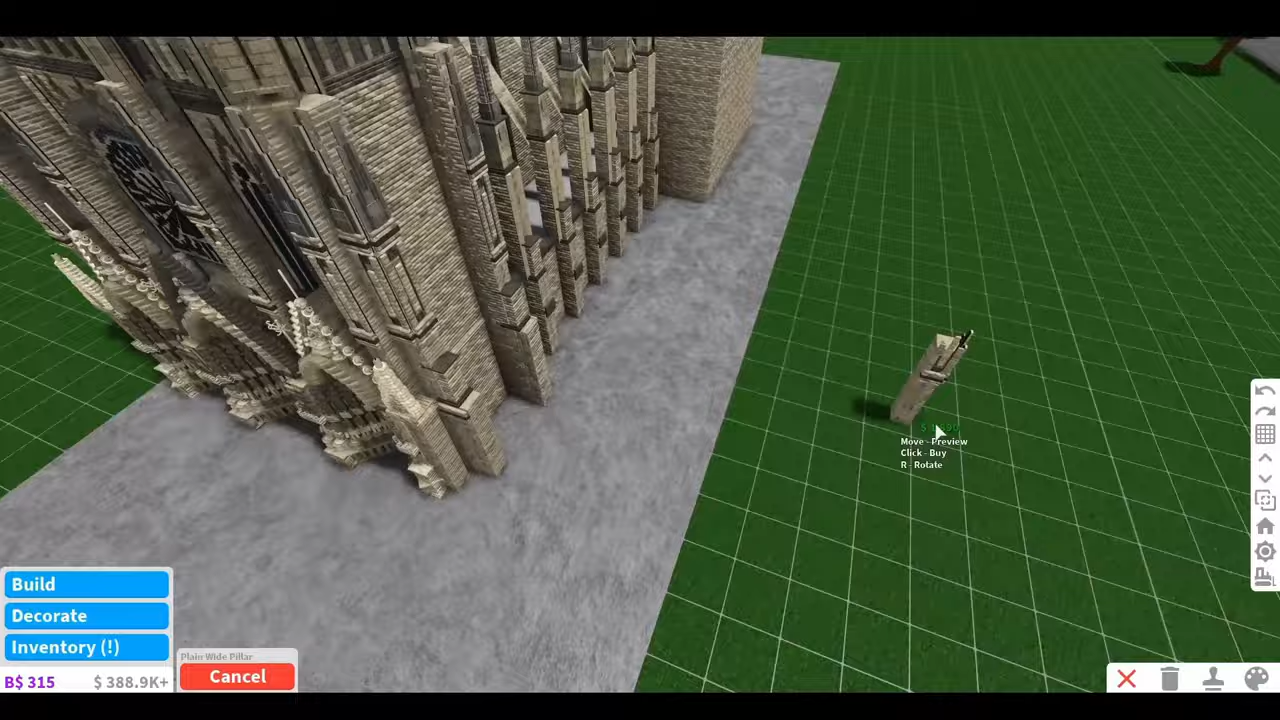 Move - Preview
Click - Buy
R - Rotate
Build
Decorate
Inventory (!)
Plain Wide Pillar
B$ 315
$ 388.9K+
Cancel